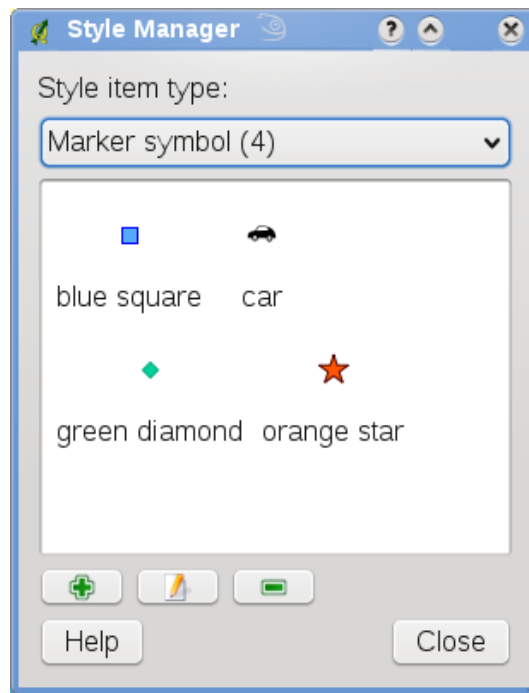 Style Manager
Style item type:
Marker symbol (4)
blue square car
green diamond orange star
Help Close